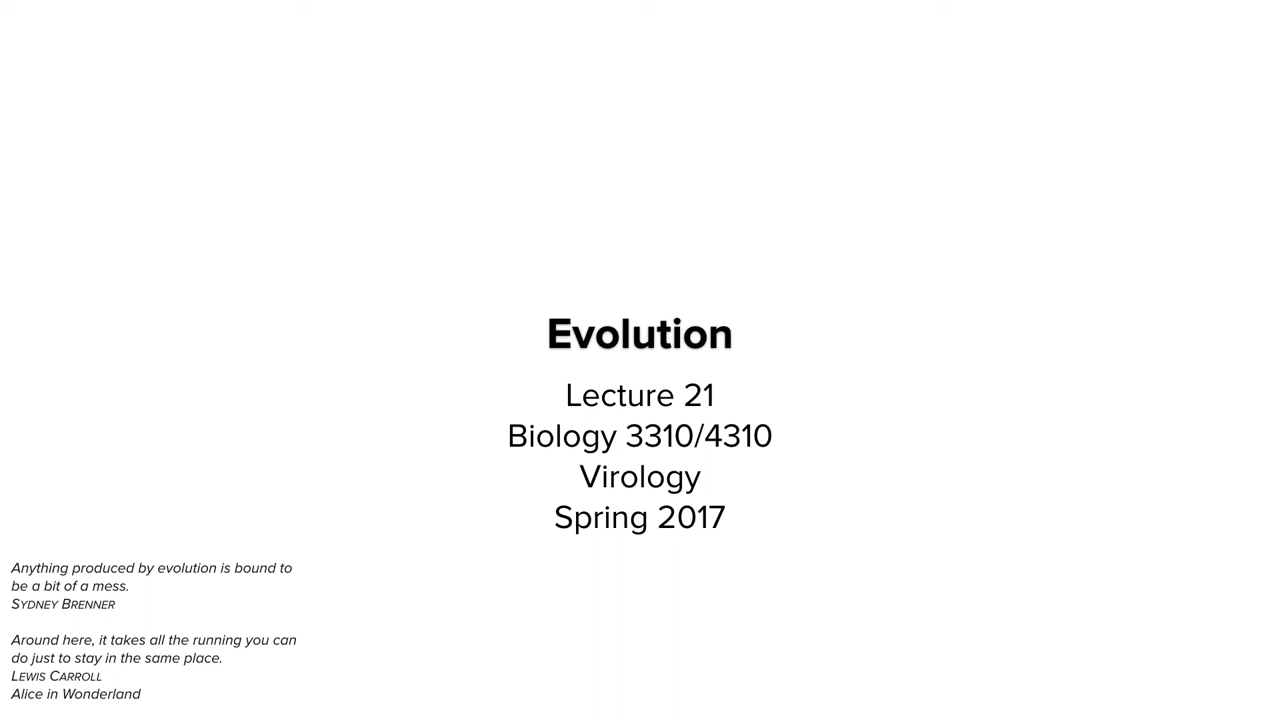 Evolution
Lecture 21
Biology 3310/4310
Virology
Spring 2017
Anything produced by evolution is bound to
be a bit of a mess.
SYDNEY BRENNER
Around here, it takes all the running you can
do just to stay in the same place.
LEWIS CARROLL
Alice in Wonderland